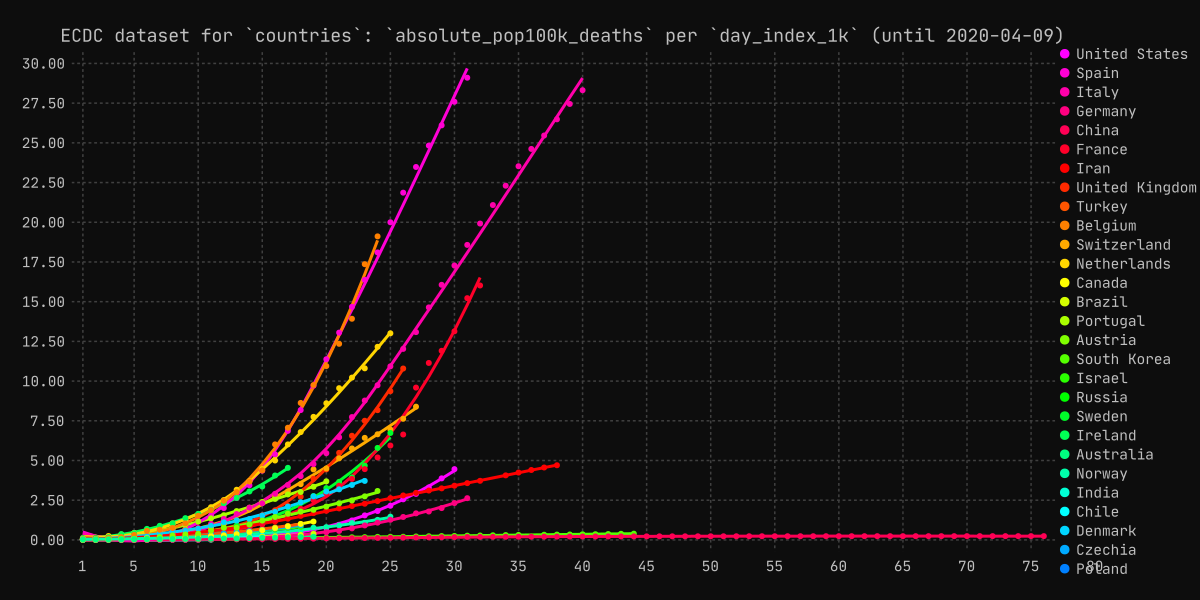 ECDC dataset for `countries`: `absolute_pop100k_deaths` per `day_index_1k` (until 2020-04-09)
30.00
27.50
25.00
22.50
20.00
17.50
15.00
12.50
10.00
7.50
5.00
2.50
0.00
1 5 10 15 20 25 30 35 40 45 50 55 60 65 70 75 80
United States
Spain
Italy
Germany
China
France
Iran
United Kingdom
Turkey
Belgium
Switzerland
Netherlands
Canada
Brazil
Portugal
Austria
South Korea
Israel
Russia
Sweden
Ireland
Australia
Norway
India
Chile
Denmark
Czechia
Poland